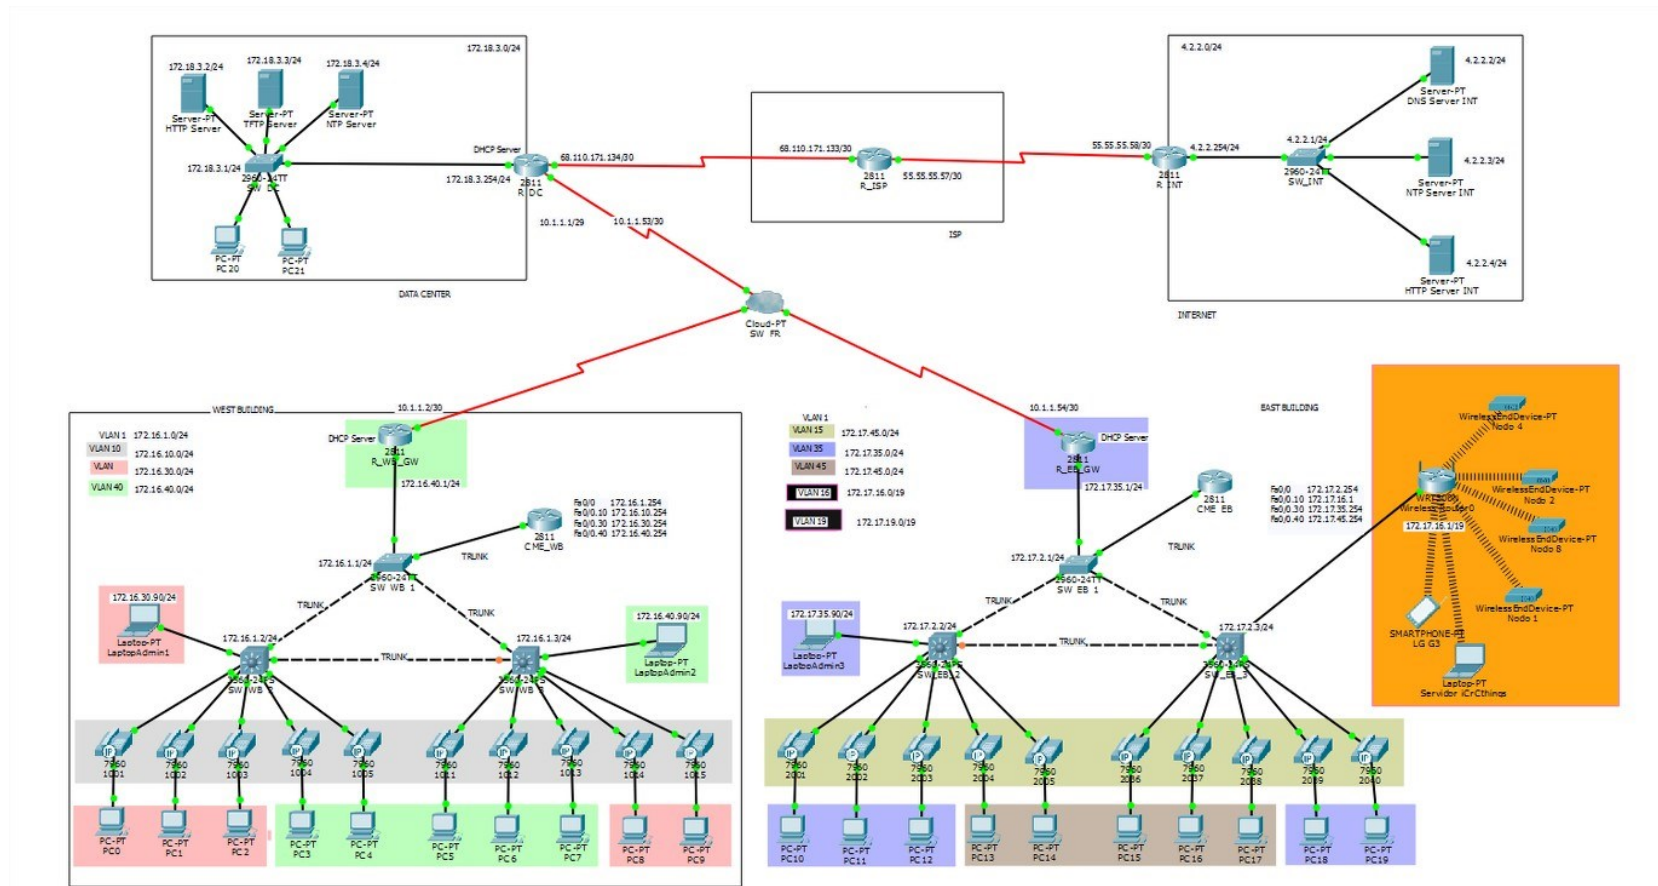 172.18.3.0/24
172.18.3.2/24
172.18.3.3/24
172.18.3.4/24
Server-PT
HTTP Server
Server-PT
TFTP Server
Server-PT
NTP Server
DHCP Server
172.18.3.1/24
2960-24TT
172.18.3.254/24
2811
68.110.171.134/30
10.1.1.1/29
10.1.1.53/30
PC-PT
PC20
PC-PT
PC21
DATA CENTER
68.110.171.133/30
2811
R_ISP
55.55.55.57/30
ISP
4.2.2.0/24
55.55.55.58/30
4.2.2.254/24
2811
4.2.2.1/24
SW_INT
4.2.2.2/24
Server-PT
DNS Server INT
4.2.2.3/24
Server-PT
NTP Server INT
4.2.2.4/24
Server-PT
HTTP Server INT
INTERNET
Cloud-PT
SW FR
WEST BUILDING
VLAN 1 172.16.1.0/24
VLAN 10 172.16.10.0/24
VLAN 172.16.30.0/24
VLAN 40 172.16.40.0/24
10.1.1.2/30
DHCP Server
2811
172.16.40.1/24
Fa0/0 172.16.1.254
Fa0/0.10 172.16.10.254
Fa0/0.30 172.16.30.254
Fa0/0.40 172.16.40.254
2811
CME_WB
TRUNK
172.16.1.1/24
2960-24TT
SW_WB_1
TRUNK
TRUNK
172.16.30.90/24
Laptop-PT
LaptopAdmin1
172.16.1.2/24
TRUNK
172.16.1.3/24
172.16.40.90/24
Laptop-PT
LaptopAdmin2
7960
1001
7960
1002
7960
1003
7960
1004
7960
1005
7960
1011
7960
1012
7960
1013
7960
1014
7960
1015
PC-PT
PC0
PC-PT
PC1
PC-PT
PC2
PC-PT
PC3
PC-PT
PC4
PC-PT
PC5
PC-PT
PC6
PC-PT
PC7
PC-PT
PC8
PC-PT
PC9
EAST BUILDING
VLAN 1
VLAN 15 172.17.45.0/24
VLAN 35 172.17.35.0/24
VLAN 45 172.17.45.0/24
VLAN 16 172.17.16.0/19
VLAN 19 172.17.19.0/19
10.1.1.54/30
DHCP Server
172.17.35.1/24
2811
CME EB
Fa0/0 172.17.2.254
Fa0/0.10 172.17.16.1
Fa0/0.30 172.17.35.254
Fa0/0.40 172.17.45.254
TRUNK
172.17.2.1/24
2960-24TT
SW_EB_1
TRUNK
TRUNK
172.17.35.90/24
Laptop-PT
LaptopAdmin3
172.17.2.2/24
TRUNK
172.17.2.3/24
7960
2001
7960
2002
7960
2003
7960
2004
7960
2005
7960
2036
7960
2037
7960
2038
7960
2039
7960
2040
PC-PT
PC10
PC-PT
PC11
PC-PT
PC12
PC-PT
PC13
PC-PT
PC14
PC-PT
PC15
PC-PT
PC16
PC-PT
PC17
PC-PT
PC18
PC-PT
PC19
WirelessEndDevice-PT
Nodo 4
WirelessEndDevice-PT
Nodo 2
172.17.16.1/19
WirelessEndDevice-PT
Nodo 8
WirelessEndDevice-PT
Nodo 1
SMARTPHONE-PT
LG G3
Laptop-PT
Servidor iCrCthings